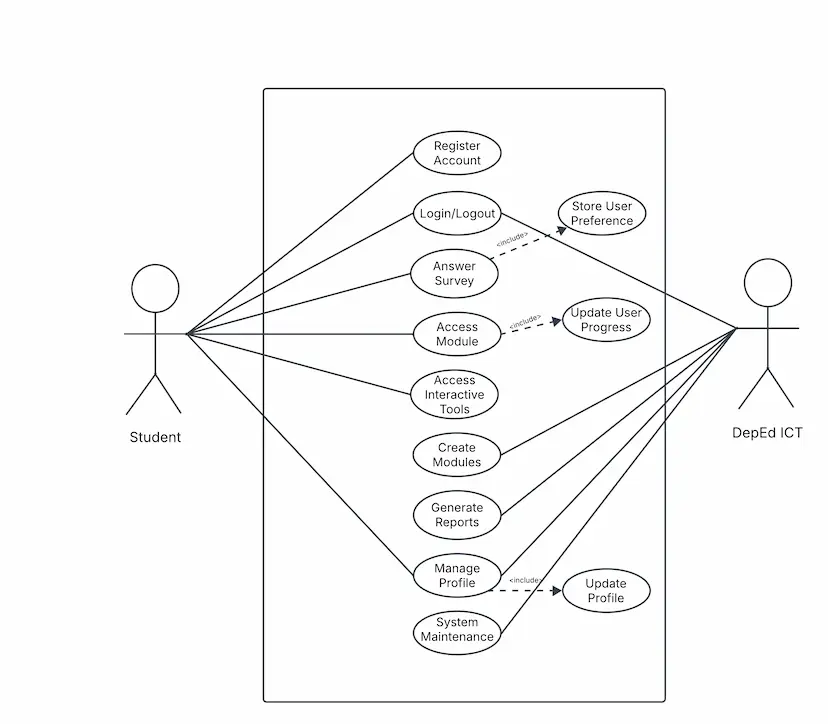 Register
Account
Login/Logout
Store User
Preference
<include>
Answer
Survey
Access
Module
<include>
Update User
Progress
Access
Interactive
Tools
Student
DepEd ICT
Create
Modules
Generate
Reports
Manage
Profile
<include>
Update
Profile
System
Maintenance